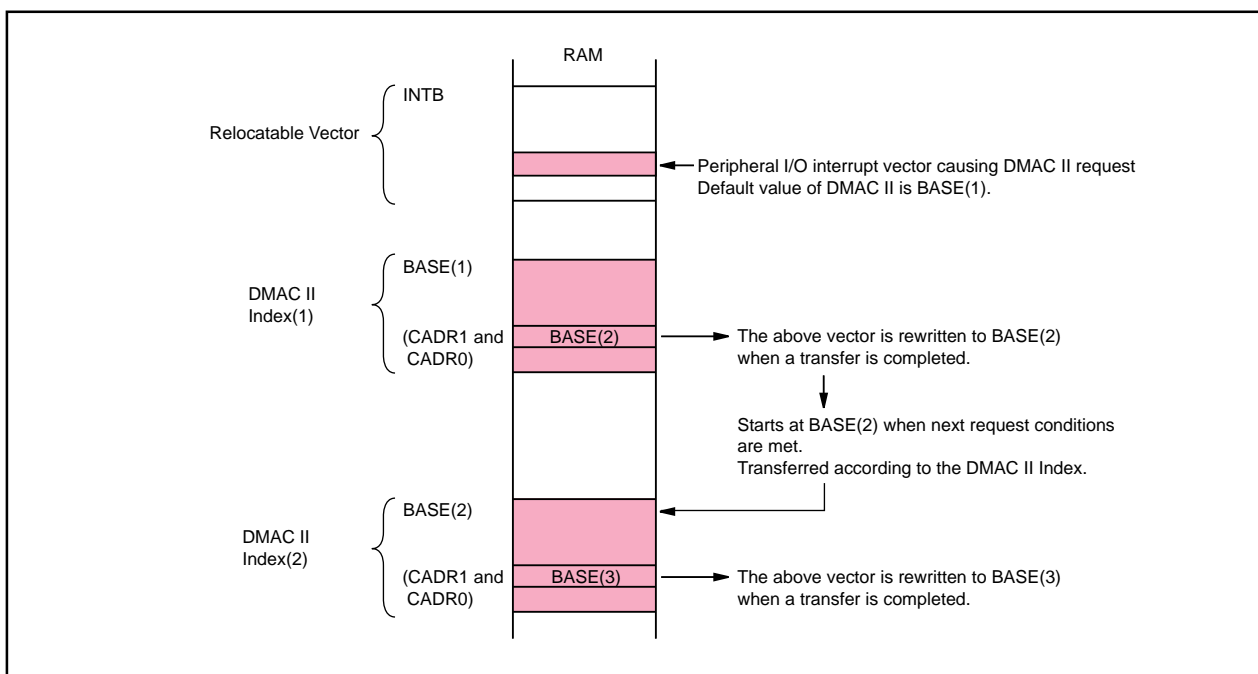 RAM
INTB
Relocatable Vector
Peripheral I/O interrupt vector causing DMAC II request
Default value of DMAC II is BASE(1).
BASE(1)
DMAC II
Index(1)
(CADR1 and
CADR0)
BASE(2)
The above vector is rewritten to BASE(2)
when a transfer is completed.
Starts at BASE(2) when next request conditions
are met.
Transferred according to the DMAC II Index.
BASE(2)
DMAC II
Index(2)
(CADR1 and
CADR0)
BASE(3)
The above vector is rewritten to BASE(3)
when a transfer is completed.